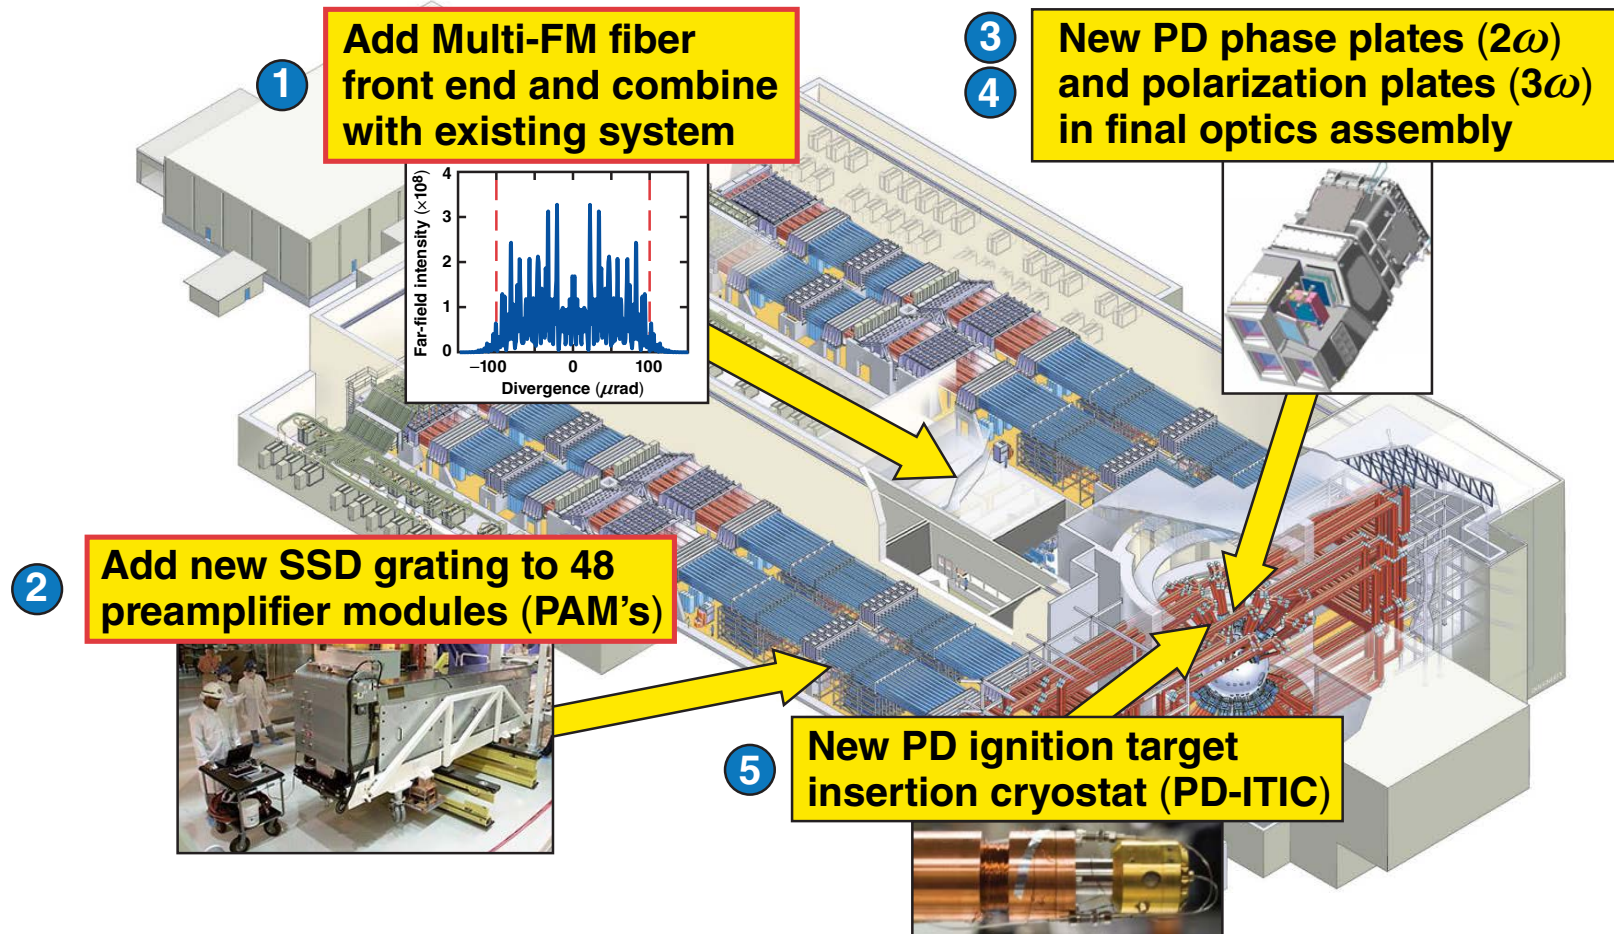 1
Add Multi-FM fiber
front end and combine
with existing system
3
4
New PD phase plates (2ω)
and polarization plates (3ω)
in final optics assembly
Far-field intensity (×10⁸)
4
3
2
1
0
−100
0
100
Divergence (μrad)
2
Add new SSD grating to 48
preamplifier modules (PAM's)
5
New PD ignition target
insertion cryostat (PD-ITIC)